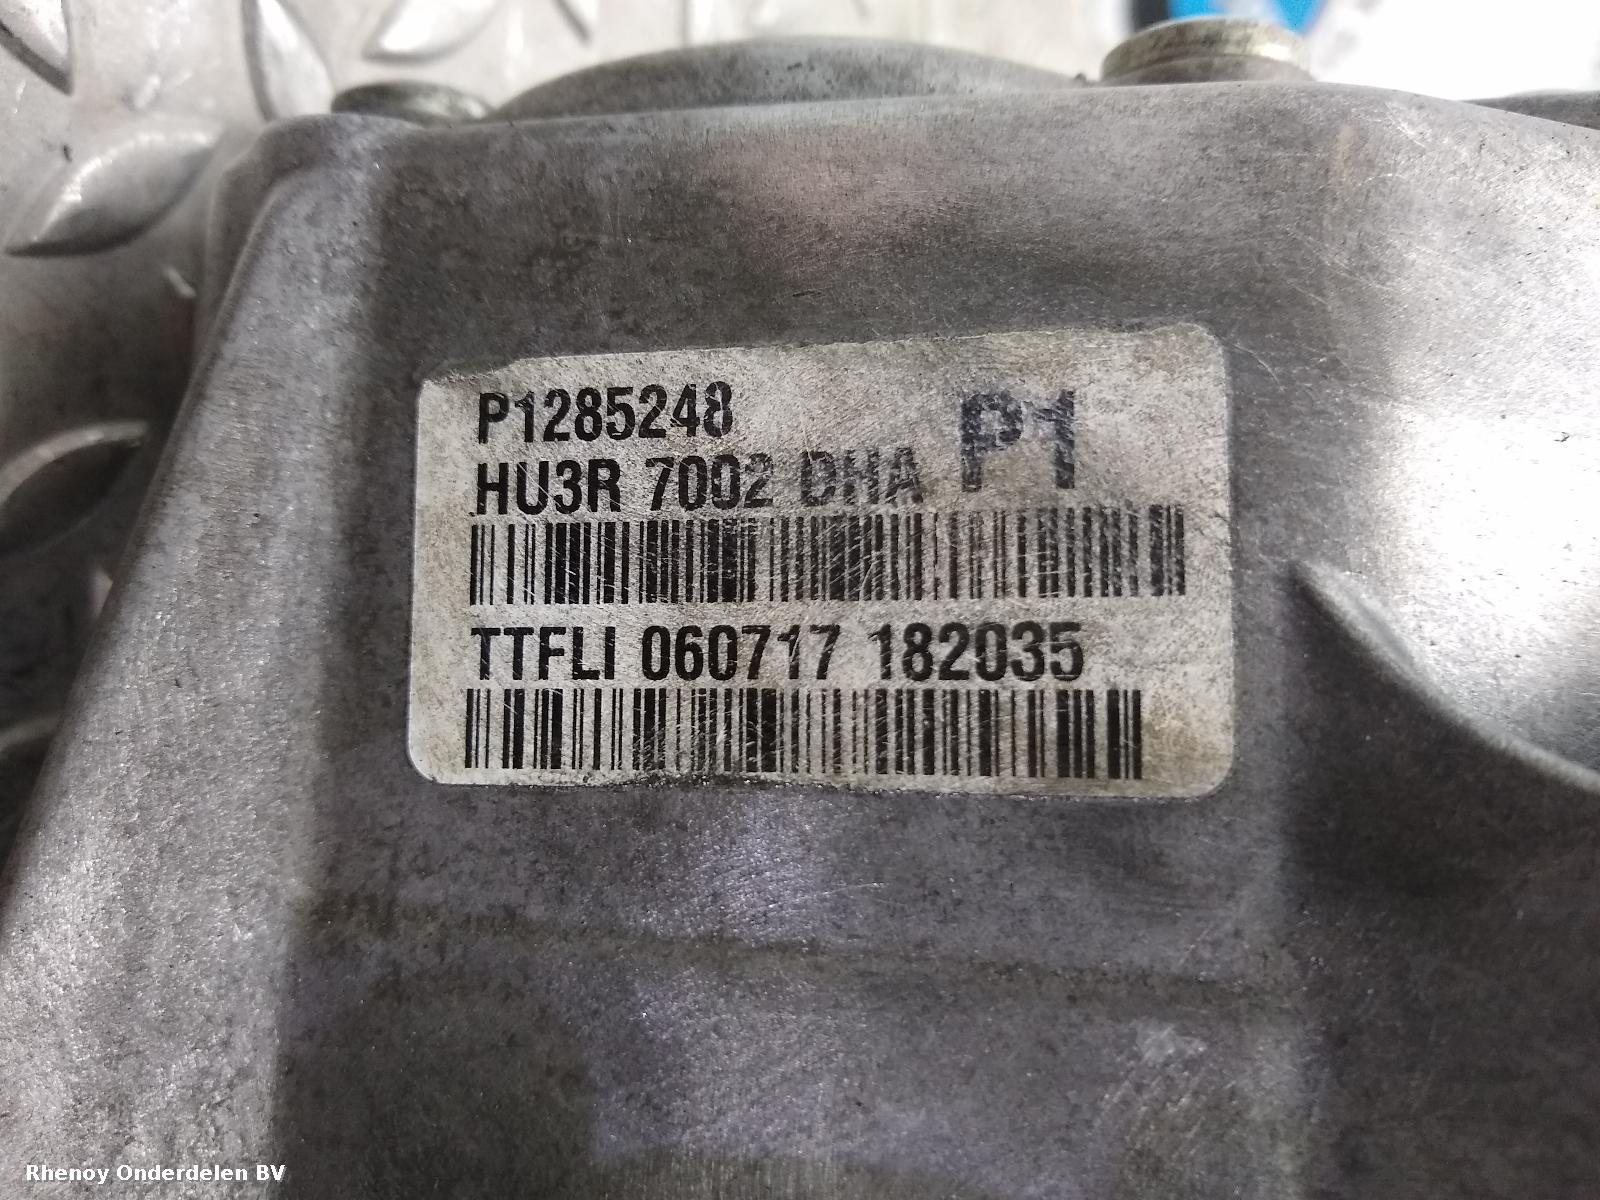 P1285248
HU3R 7002 DHA P1
TTFLI 060717 182035
Rhenoy Onderdelen BV